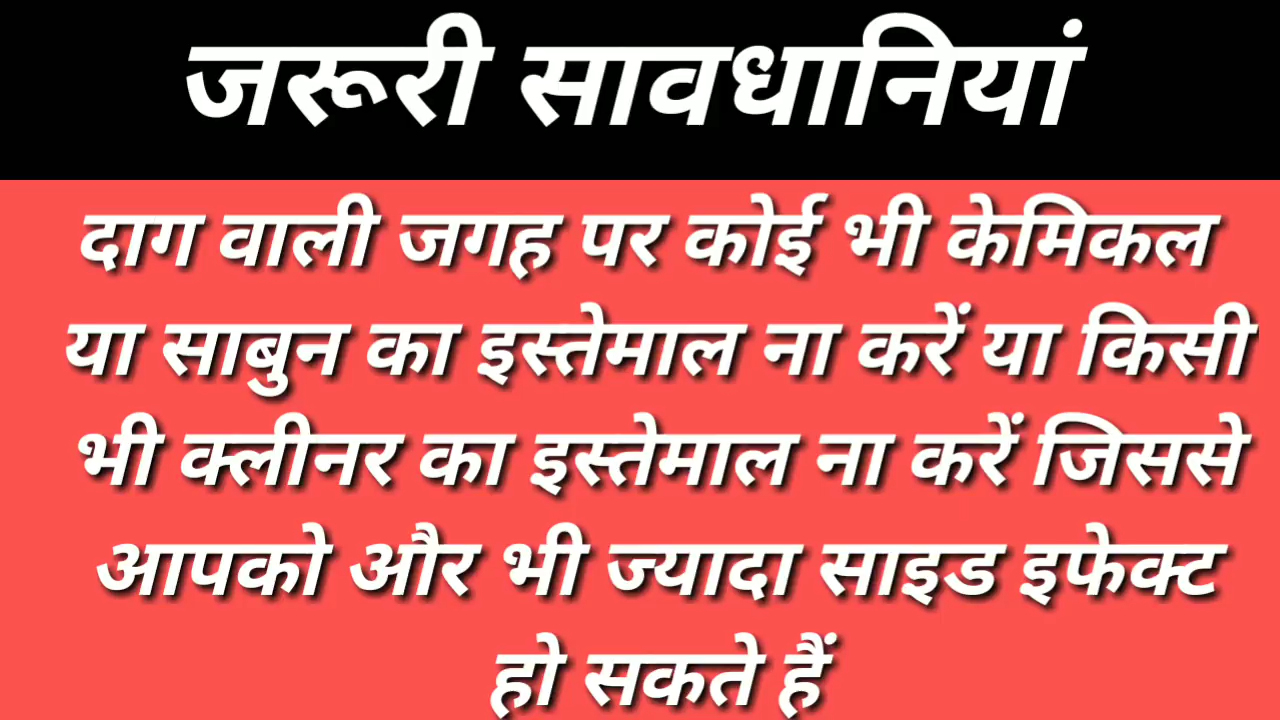 जरूरी सावधानियां
दाग वाली जगह पर कोई भी केमिकल
या साबुन का इस्तेमाल ना करें या किसी
भी क्लीनर का इस्तेमाल ना करें जिससे
आपको और भी ज्यादा साइड इफेक्ट
हो सकते हैं